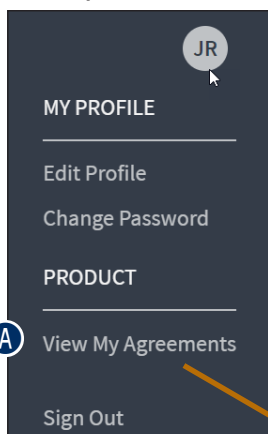 JR
MY PROFILE
Edit Profile
Change Password
PRODUCT
A
View My Agreements
Sign Out